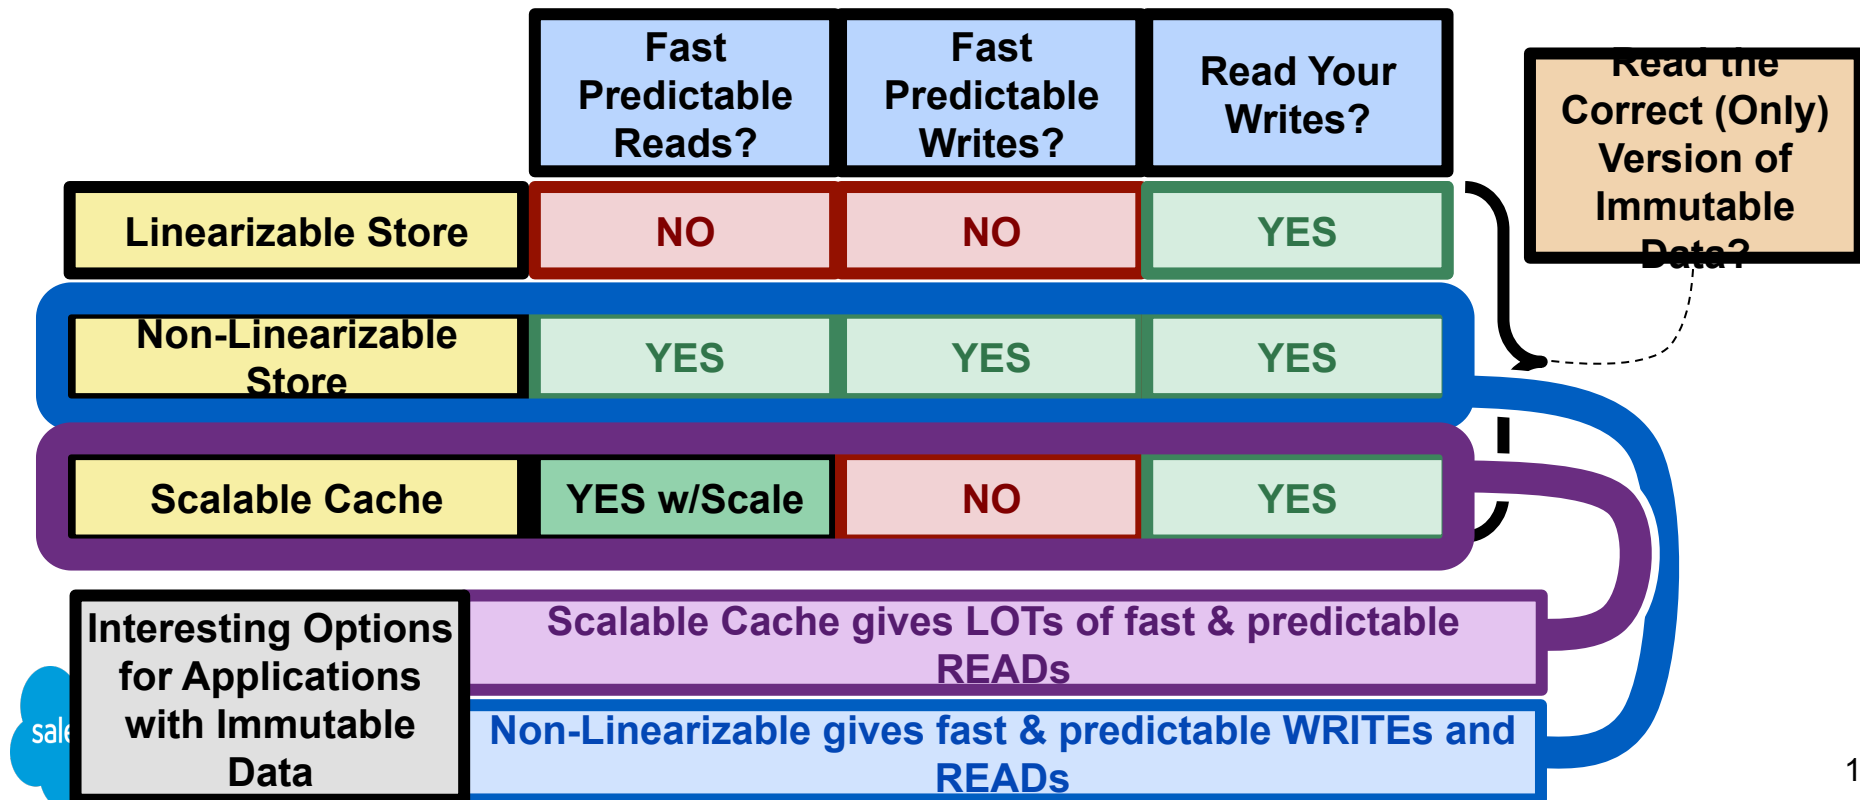 Fast
Predictable
Reads?
Fast
Predictable
Writes?
Read Your
Writes?
Read the
Correct (Only)
Version of
Immutable
Data?
Linearizable Store
NO
NO
YES
Non-Linearizable
Store
YES
YES
YES
Scalable Cache
YES w/Scale
NO
YES
Interesting Options
for Applications
with Immutable
Data
Scalable Cache gives LOTs of fast & predictable
READs
Non-Linearizable gives fast & predictable WRITEs and
READs
sale
1